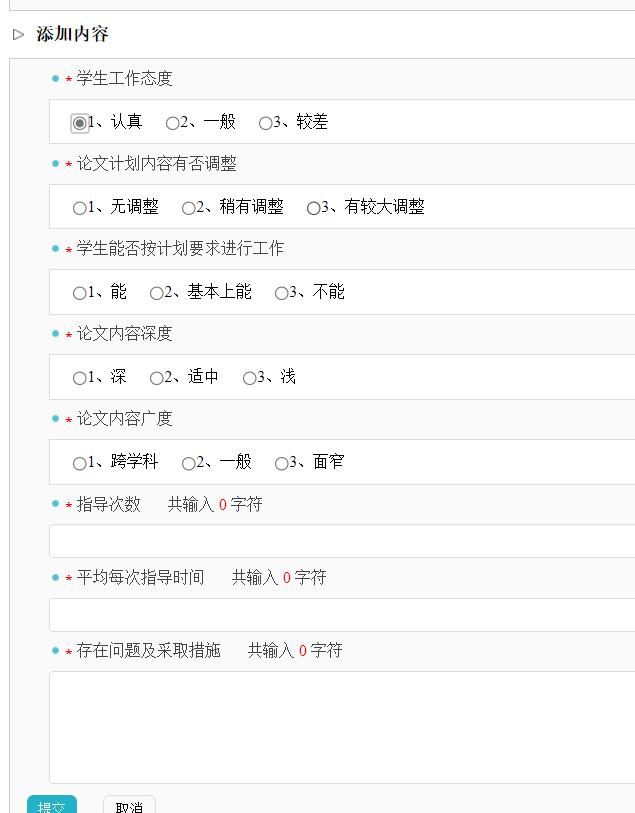 添加内容
* 学生工作态度
1、认真 2、一般 3、较差
* 论文计划内容有否调整
1、无调整 2、稍有调整 3、有较大调整
* 学生能否按计划要求进行工作
1、能 2、基本上能 3、不能
* 论文内容深度
1、深 2、适中 3、浅
* 论文内容广度
1、跨学科 2、一般 3、面窄
* 指导次数 共输入 0 字符
* 平均每次指导时间 共输入 0 字符
* 存在问题及采取措施 共输入 0 字符
提交 取消